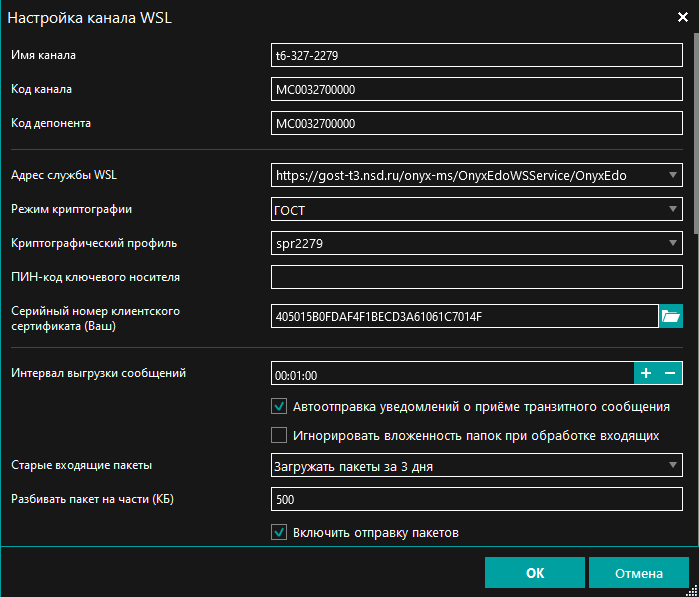 Настройка канала WSL
Имя канала
t6-327-2279
Код канала
MC0032700000
Код депонента
MC0032700000
Адрес службы WSL
https://gost-t3.nsd.ru/onyx-ms/OnyxEdoWSService/OnyxEdo
Режим криптографии
ГОСТ
Криптографический профиль
spr2279
ПИН-код ключевого носителя
Серийный номер клиентского
сертификата (Ваш)
405015B0FDAF4F1BECD3A61061C7014F
Интервал выгрузки сообщений
00:01:00
Автоотправка уведомлений о приёме транзитного сообщения
Игнорировать вложенность папок при обработке входящих
Старые входящие пакеты
Загружать пакеты за 3 дня
Разбивать пакет на части (КБ)
500
Включить отправку пакетов
ОК
Отмена